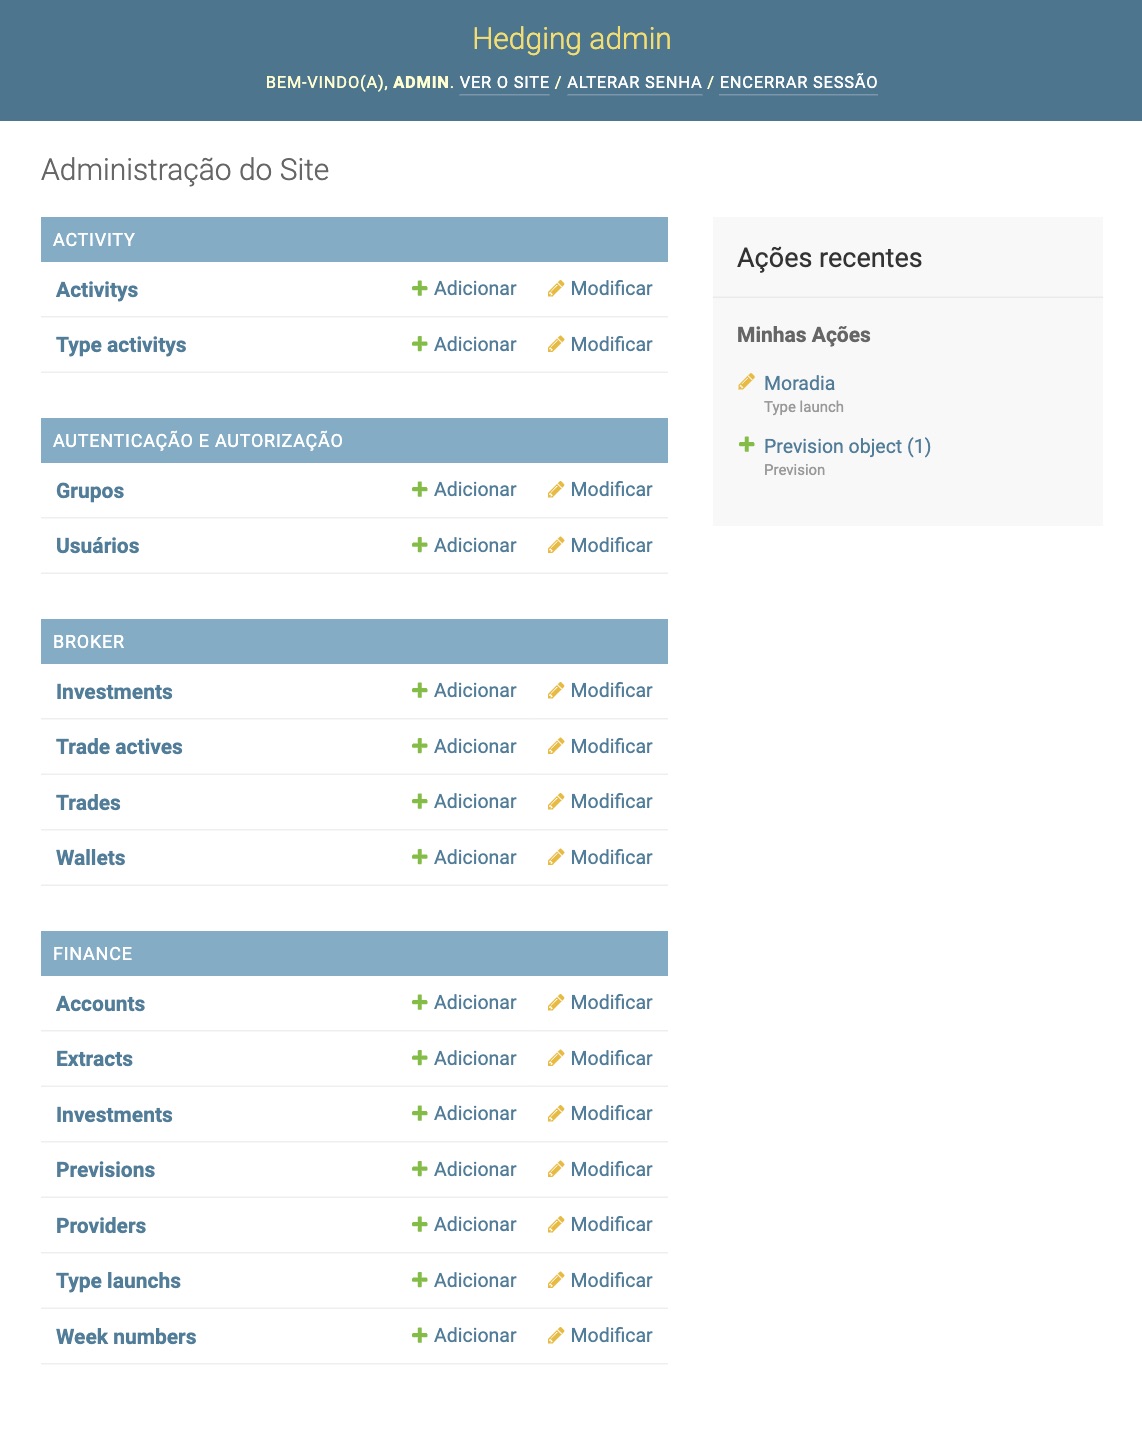 Hedging admin
BEM-VINDO(A), ADMIN. VER O SITE / ALTERAR SENHA / ENCERRAR SESSÃO
Administração do Site
ACTIVITY
Activitys Adicionar Modificar
Type activitys Adicionar Modificar
AUTENTICAÇÃO E AUTORIZAÇÃO
Grupos Adicionar Modificar
Usuários Adicionar Modificar
BROKER
Investments Adicionar Modificar
Trade actives Adicionar Modificar
Trades Adicionar Modificar
Wallets Adicionar Modificar
FINANCE
Accounts Adicionar Modificar
Extracts Adicionar Modificar
Investments Adicionar Modificar
Previsions Adicionar Modificar
Providers Adicionar Modificar
Type launchs Adicionar Modificar
Week numbers Adicionar Modificar
Ações recentes
Minhas Ações
Moradia
Type launch
Prevision object (1)
Prevision